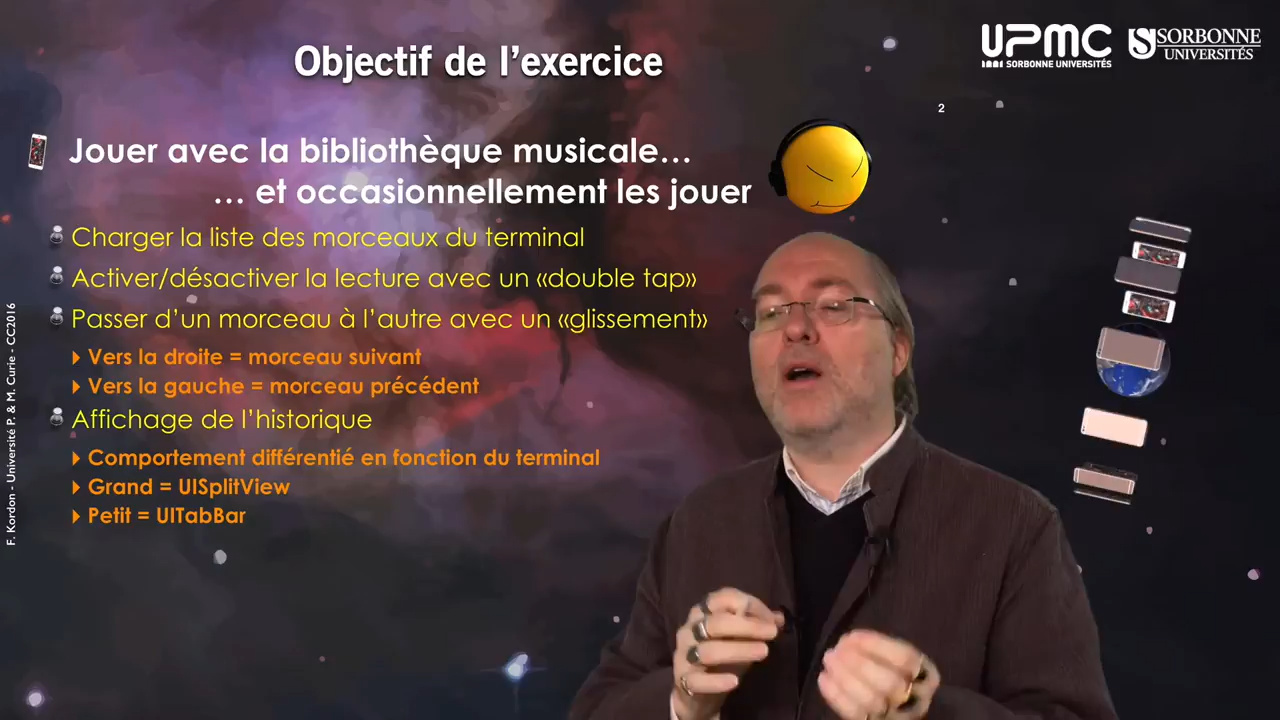 Objectif de l'exercice
UPMC
SORBONNE UNIVERSITÉS
SORBONNE
UNIVERSITÉS
2
Jouer avec la bibliothèque musicale…
… et occasionnellement les jouer
Charger la liste des morceaux du terminal
Activer/désactiver la lecture avec un «double tap»
Passer d'un morceau à l'autre avec un «glissement»
Vers la droite = morceau suivant
Vers la gauche = morceau précédent
Affichage de l'historique
Comportement différentié en fonction du terminal
Grand = UISplitView
Petit = UITabBar
F. Kordon - Université P. & M. Curie - CC2016